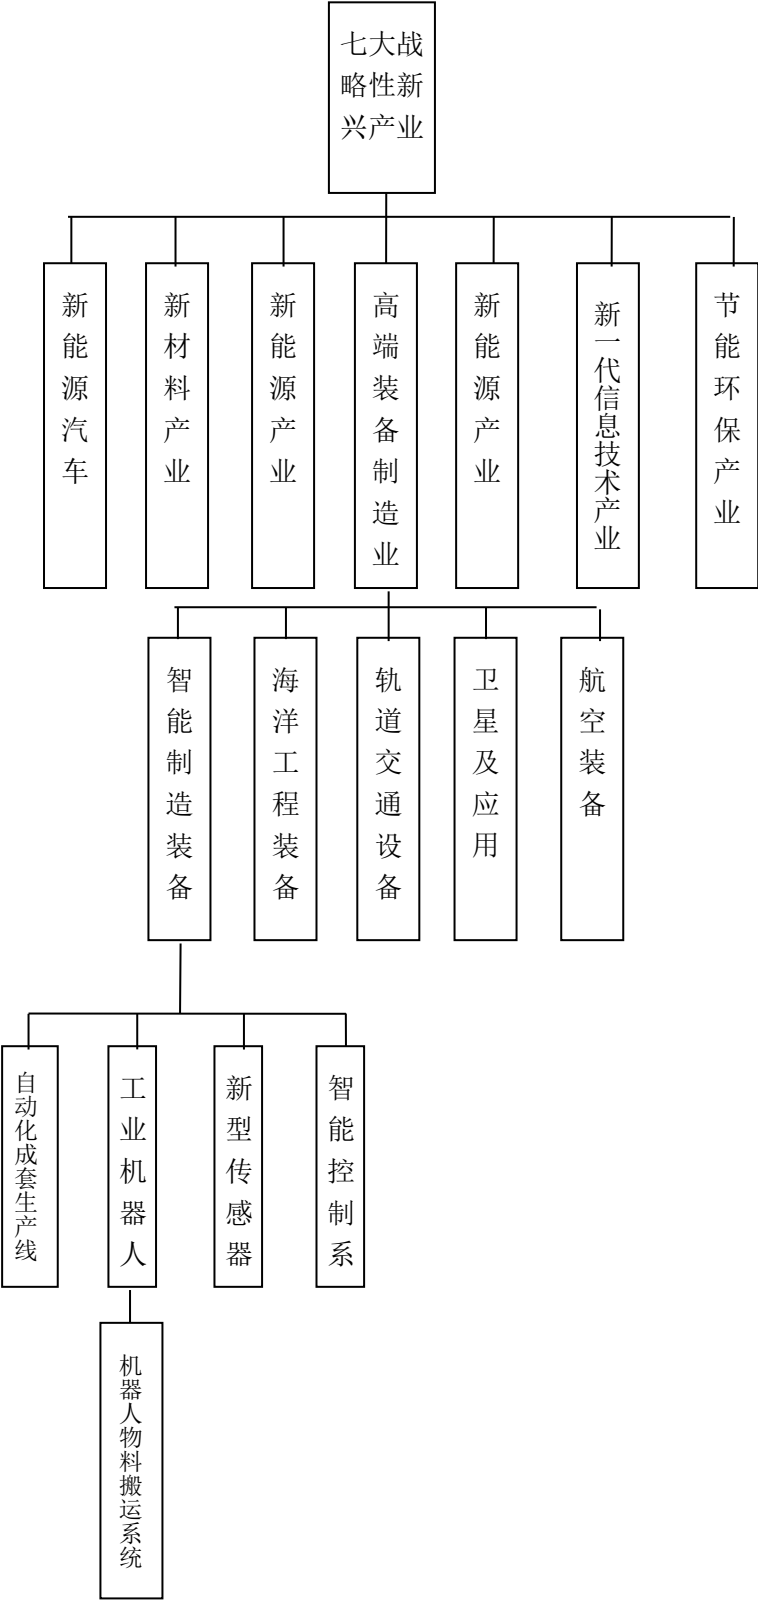 七大战
略性新
兴产业
新能源汽车
新材料产业
新能源产业
高端装备制造业
新能源产业
新一代信息技术产业
节能环保产业
智能制造装备
海洋工程装备
轨道交通设备
卫星及应用
航空装备
自动化成套生产线
工业机器人
新型传感器
智能控制系
机器人物料搬运系统